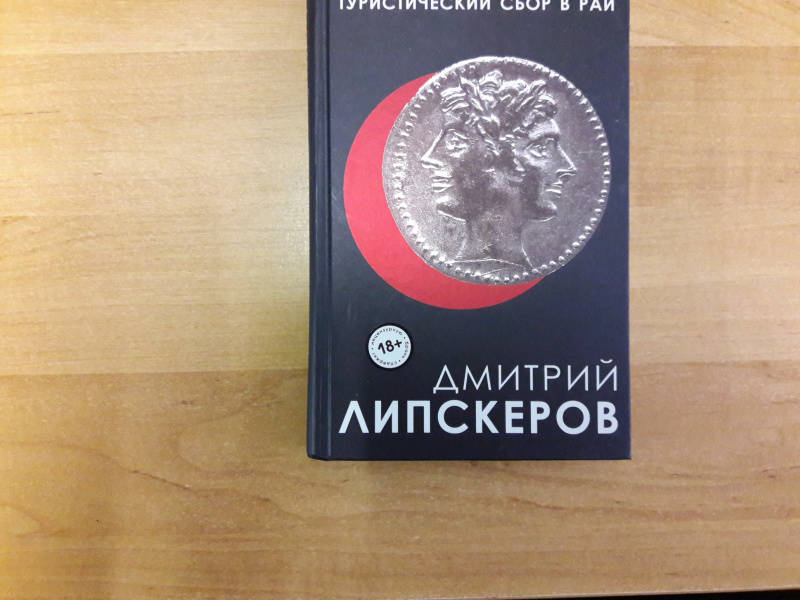 ТУРИСТИЧЕСКИЙ СБОР В РАЙ
18+
ДМИТРИЙ
ЛИПСКЕРОВ